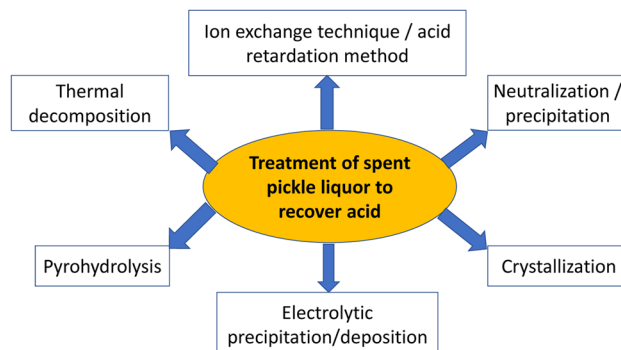 Ion exchange technique / acid
retardation method
Thermal
decomposition
Neutralization /
precipitation
Treatment of spent
pickle liquor to
recover acid
Pyrohydrolysis
Crystallization
Electrolytic
precipitation/deposition